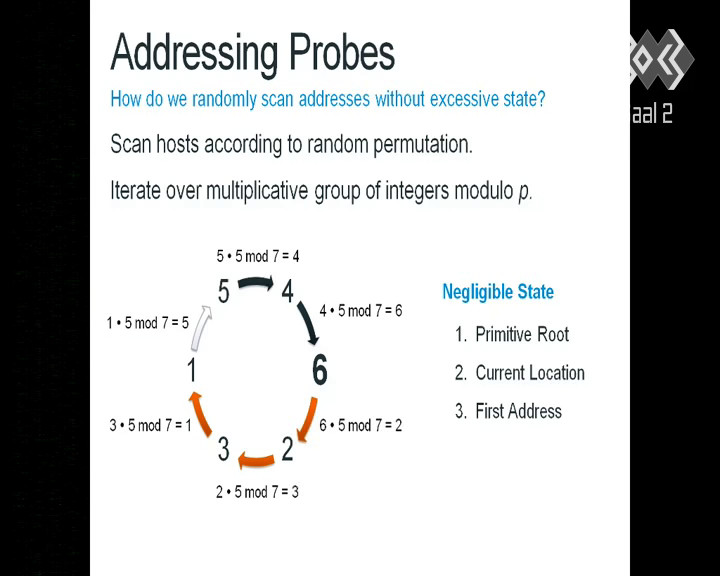 Addressing Probes
How do we randomly scan addresses without excessive state?
Scan hosts according to random permutation.
Iterate over multiplicative group of integers modulo p.
5 • 5 mod 7 = 4
5
4
4 • 5 mod 7 = 6
1 • 5 mod 7 = 5
1
6
3 • 5 mod 7 = 1
6 • 5 mod 7 = 2
3
2
2 • 5 mod 7 = 3
Negligible State
1. Primitive Root
2. Current Location
3. First Address
aal 2